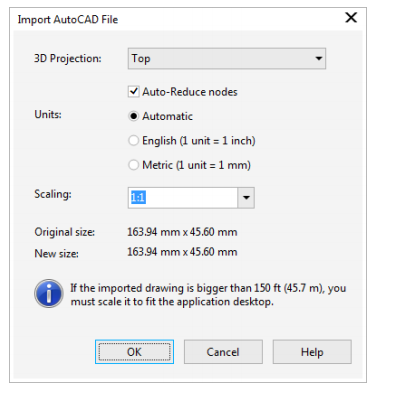 Import AutoCAD File
3D Projection: Top
Auto-Reduce nodes
Units: Automatic
English (1 unit = 1 inch)
Metric (1 unit = 1 mm)
Scaling: 1:1
Original size: 163.94 mm x 45.60 mm
New size: 163.94 mm x 45.60 mm
If the imported drawing is bigger than 150 ft (45.7 m), you
must scale it to fit the application desktop.
OK Cancel Help